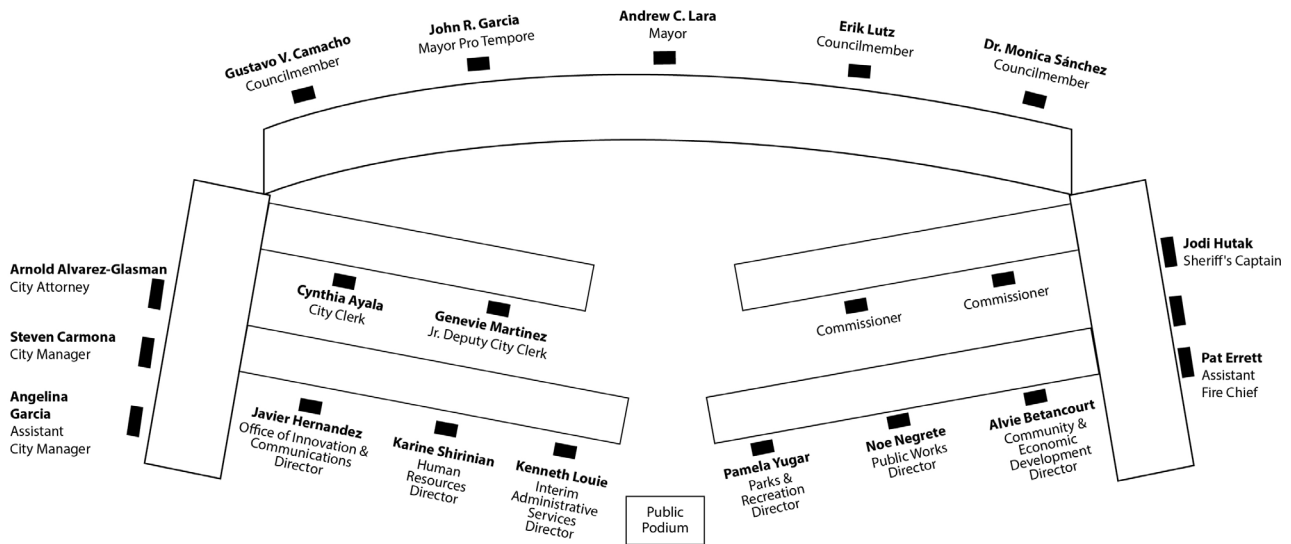 Gustavo V. Camacho
Councilmember
John R. Garcia
Mayor Pro Tempore
Andrew C. Lara
Mayor
Erik Lutz
Councilmember
Dr. Monica Sánchez
Councilmember
Arnold Alvarez-Glasman
City Attorney
Steven Carmona
City Manager
Angelina
Garcia
Assistant
City Manager
Cynthia Ayala
City Clerk
Genevie Martinez
Jr. Deputy City Clerk
Commissioner
Commissioner
Jodi Hutak
Sheriff's Captain
Pat Errett
Assistant
Fire Chief
Javier Hernandez
Office of Innovation &
Communications
Director
Karine Shirinian
Human
Resources
Director
Kenneth Louie
Interim
Administrative
Services
Director
Public
Podium
Pamela Yugar
Parks &
Recreation
Director
Noe Negrete
Public Works
Director
Alvie Betancourt
Community &
Economic
Development
Director